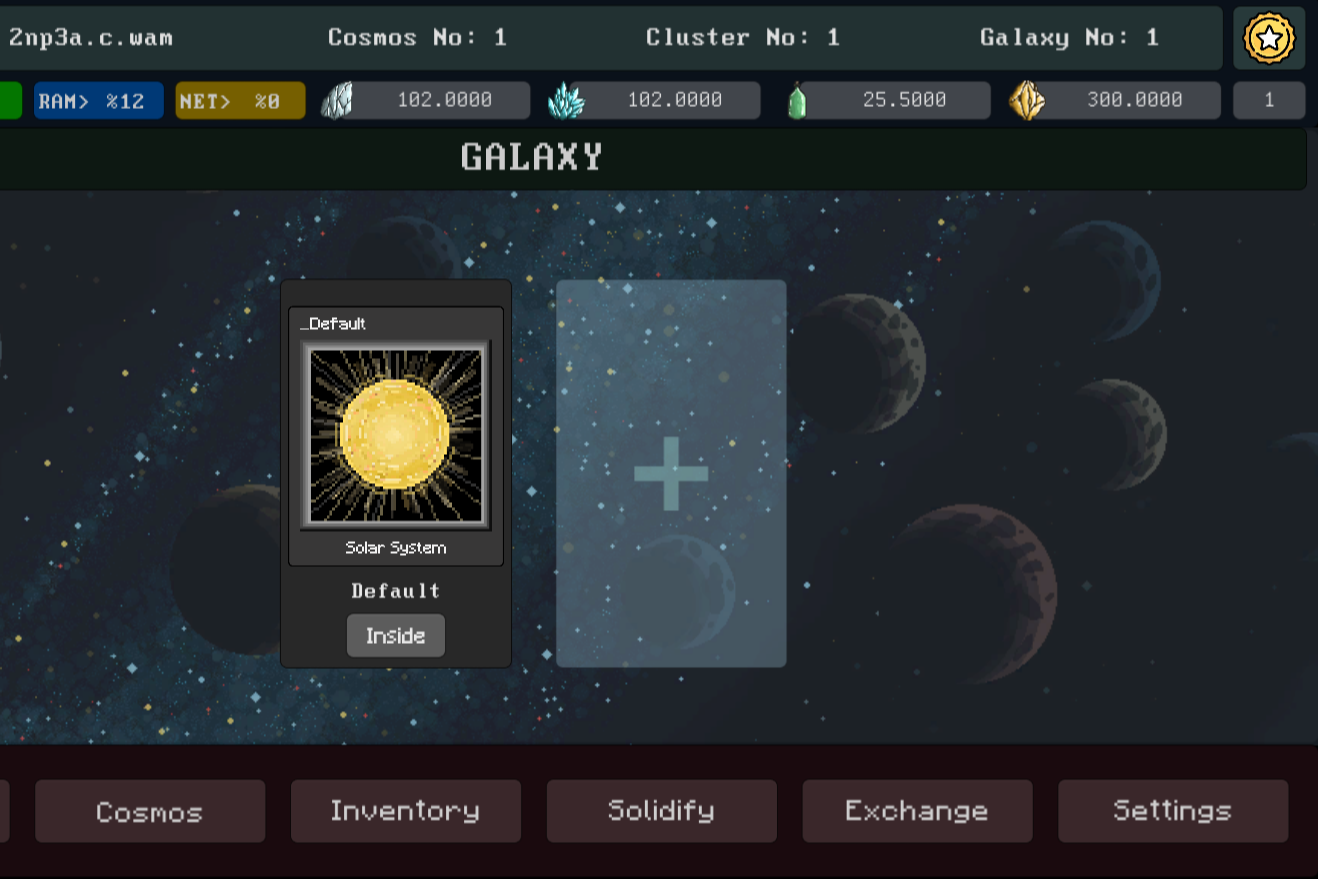 2np3a.c.wam Cosmos No: 1 Cluster No: 1 Galaxy No: 1
RAM> %12 NET> %0 102.0000 102.0000 25.5000 300.0000 1
GALAXY
_Default
Solar System
Default
Inside
Cosmos Inventory Solidify Exchange Settings